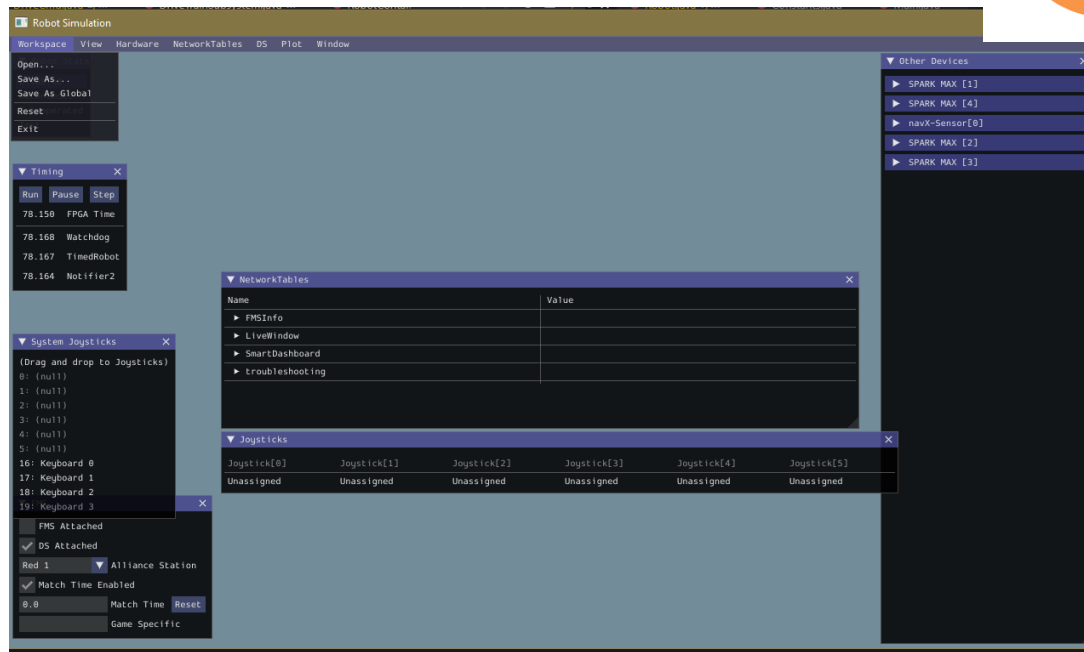 Robot Simulation
Workspace View Hardware NetworkTables DS Plot Window
Open...
Save As...
Save As Global
Reset
Exit
Other Devices
SPARK MAX [1]
SPARK MAX [4]
navX-Sensor[0]
SPARK MAX [2]
SPARK MAX [3]
Timing
Run Pause Step
78.150 FPGA Time
78.168 Watchdog
78.167 TimedRobot
78.164 Notifier2
NetworkTables
Name Value
FMSInfo
LiveWindow
SmartDashboard
troubleshooting
System Joysticks
(Drag and drop to Joysticks)
0: (null)
1: (null)
2: (null)
3: (null)
4: (null)
5: (null)
16: Keyboard 0
17: Keyboard 1
18: Keyboard 2
19: Keyboard 3
Joysticks
Joystick[0] Joystick[1] Joystick[2] Joystick[3] Joystick[4] Joystick[5]
Unassigned Unassigned Unassigned Unassigned Unassigned Unassigned
FMS Attached
DS Attached
Red 1 Alliance Station
Match Time Enabled
0.0 Match Time Reset
Game Specific